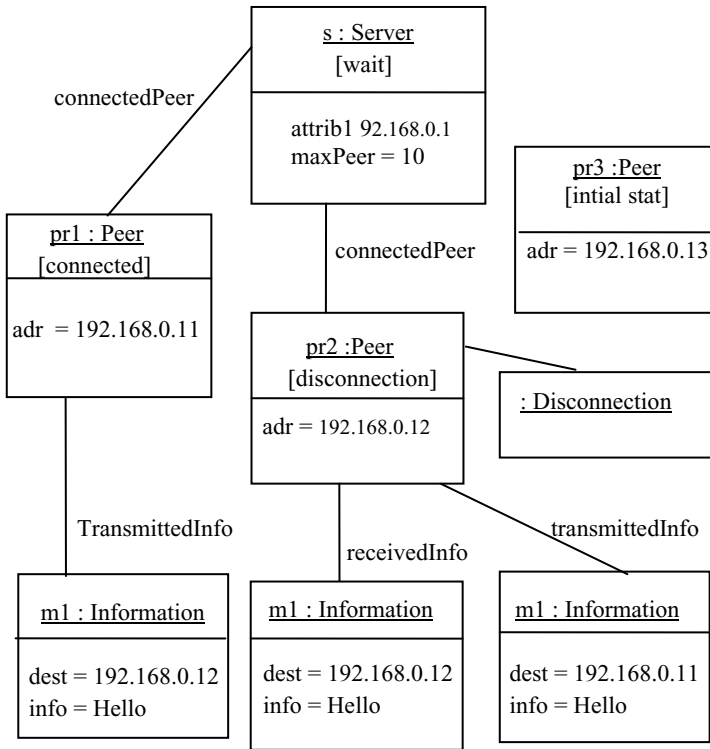 s : Server
[wait]
connectedPeer
attrib1 92.168.0.1
maxPeer = 10
pr3 :Peer
[intial stat]
adr = 192.168.0.13
pr1 : Peer
[connected]
adr = 192.168.0.11
connectedPeer
pr2 :Peer
[disconnection]
adr = 192.168.0.12
: Disconnection
TransmittedInfo
receivedInfo
transmittedInfo
m1 : Information
dest = 192.168.0.12
info = Hello
m1 : Information
dest = 192.168.0.12
info = Hello
m1 : Information
dest = 192.168.0.11
info = Hello